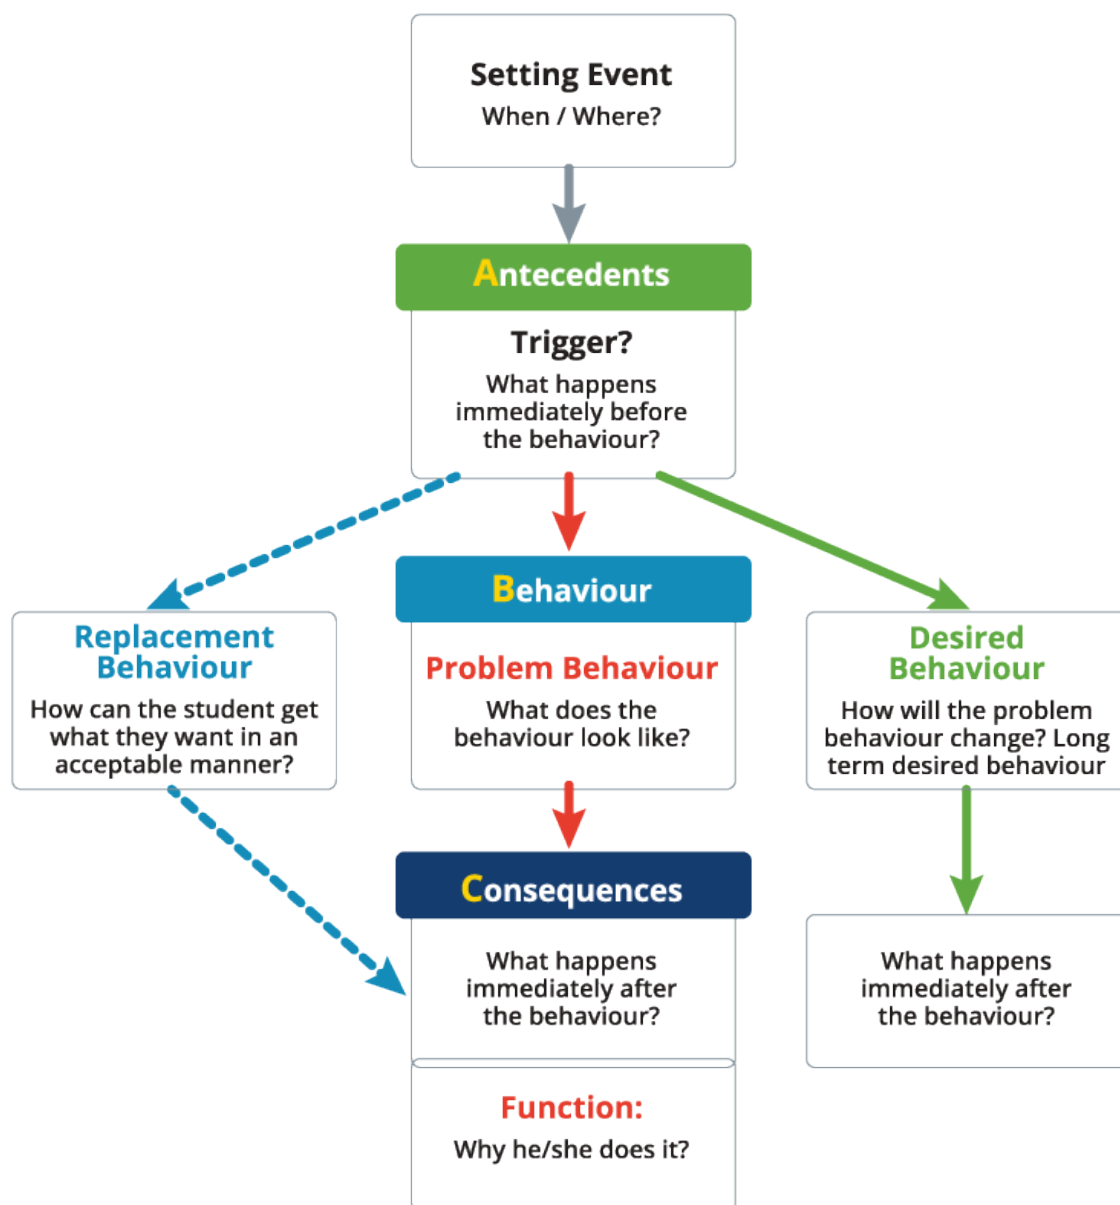 Setting Event
When / Where?
Antecedents
Trigger?
What happens
immediately before
the behaviour?
Replacement
Behaviour
How can the student get
what they want in an
acceptable manner?
Behaviour
Problem Behaviour
What does the
behaviour look like?
Desired
Behaviour
How will the problem
behaviour change? Long
term desired behaviour
Consequences
What happens
immediately after
the behaviour?
Function:
Why he/she does it?
What happens
immediately after
the behaviour?